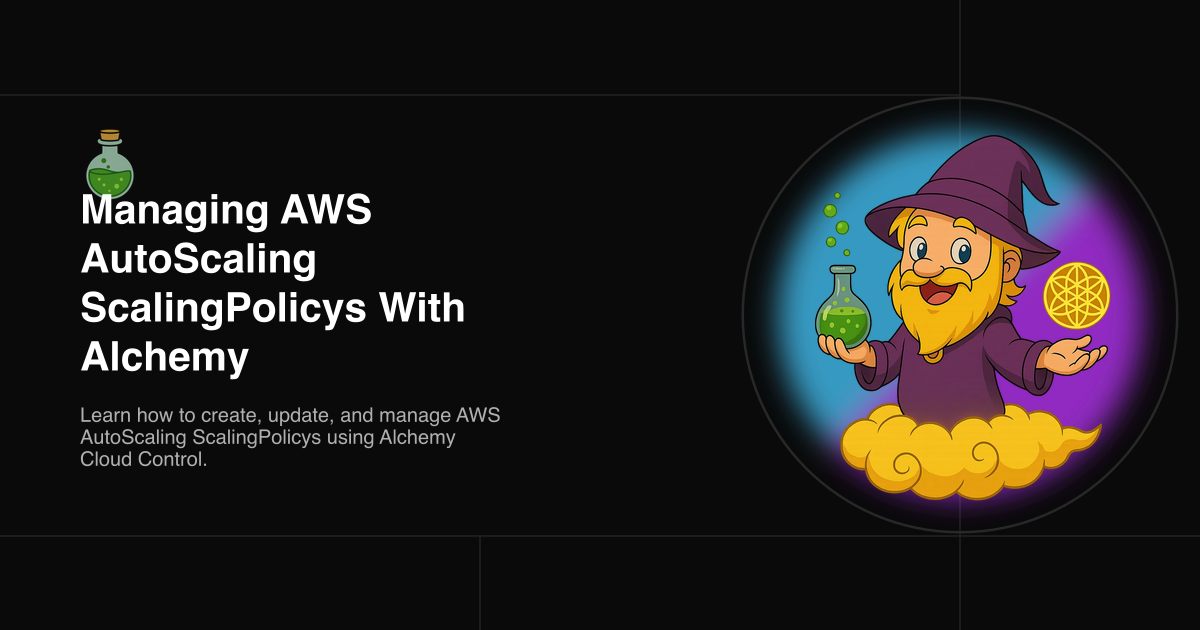 Managing AWS
AutoScaling
ScalingPolicys With
Alchemy
Learn how to create, update, and manage AWS
AutoScaling ScalingPolicys using Alchemy
Cloud Control.